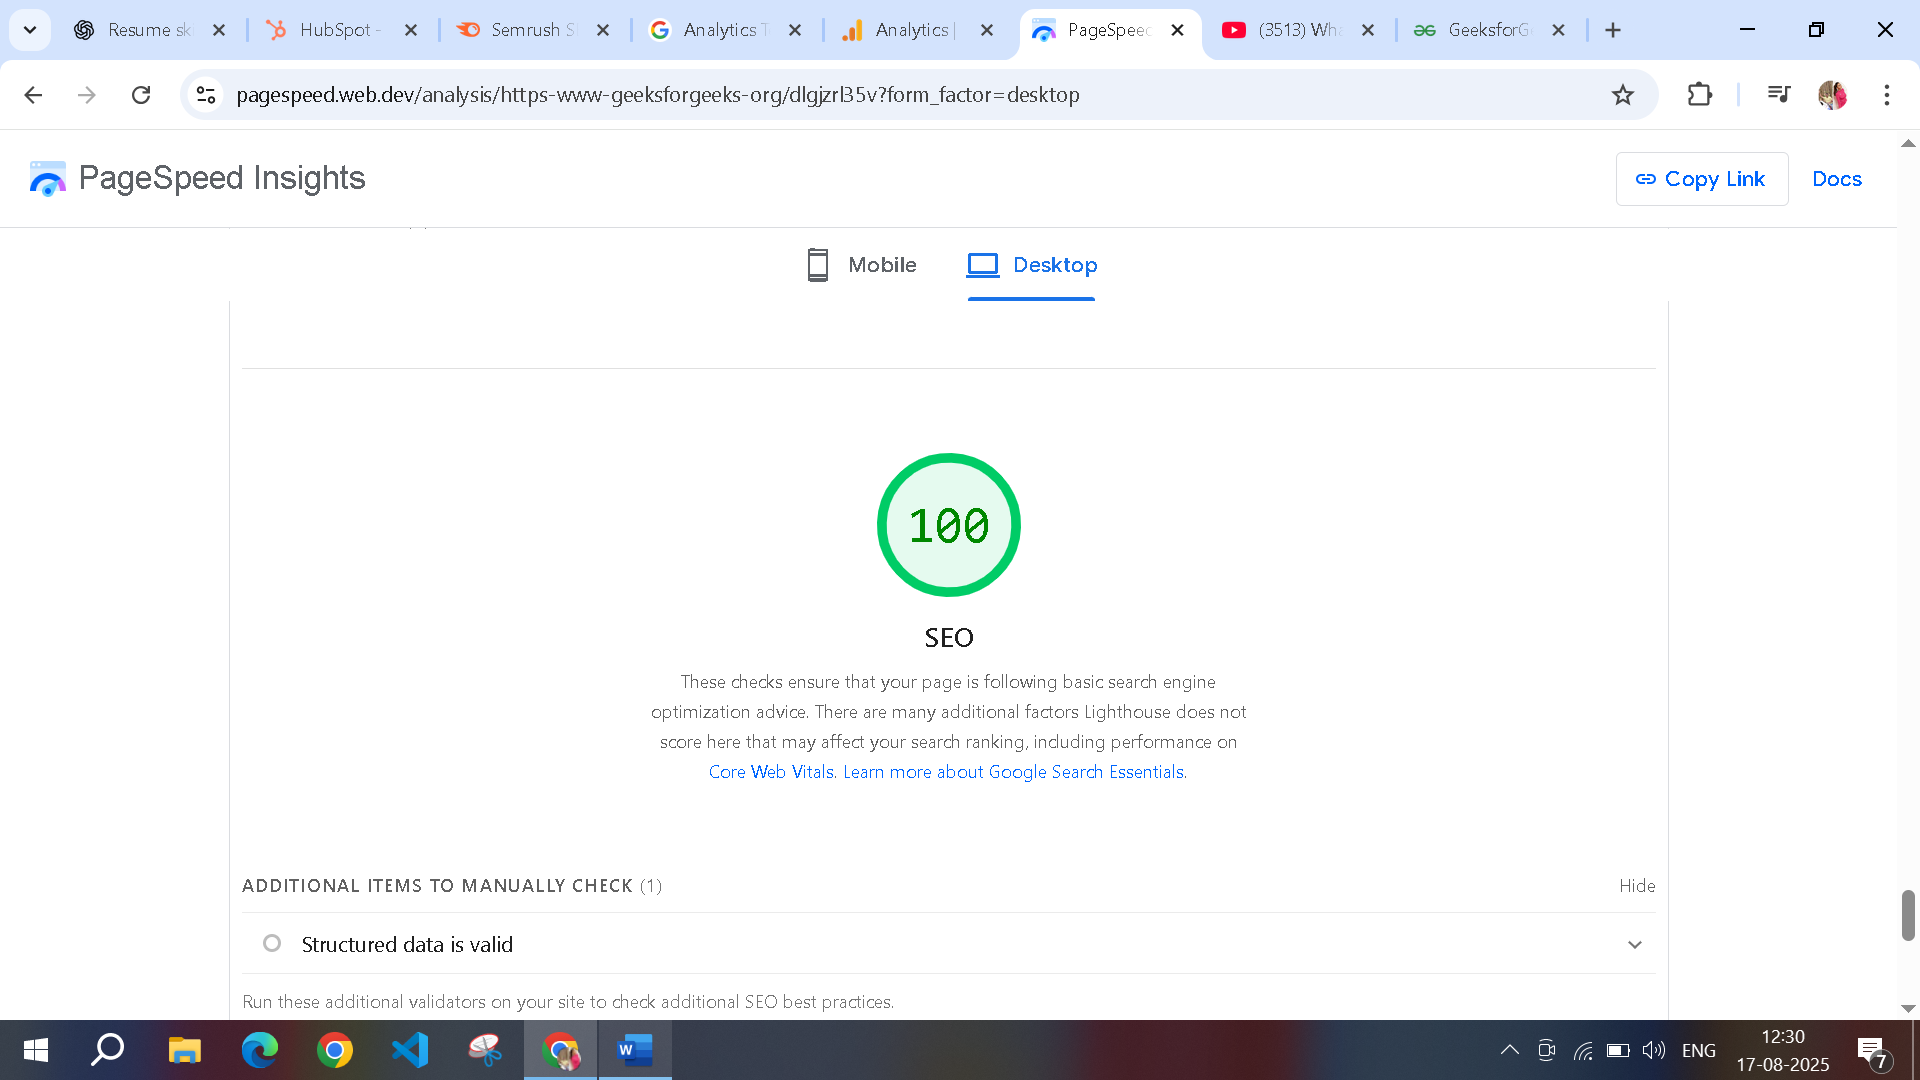 Resume sk
HubSpot -
Semrush S
Analytics T
Analytics |
PageSpeed
(3513) Wha
GeeksforGe
pagespeed.web.dev/analysis/https-www-geeksforgeeks-org/dlgjzrl35v?form_factor=desktop
PageSpeed Insights
Copy Link
Docs
Mobile
Desktop
100
SEO
These checks ensure that your page is following basic search engine
optimization advice. There are many additional factors Lighthouse does not
score here that may affect your search ranking, including performance on
Core Web Vitals. Learn more about Google Search Essentials.
ADDITIONAL ITEMS TO MANUALLY CHECK (1)
Hide
Structured data is valid
Run these additional validators on your site to check additional SEO best practices.
W
ENG
12:30
17-08-2025
7